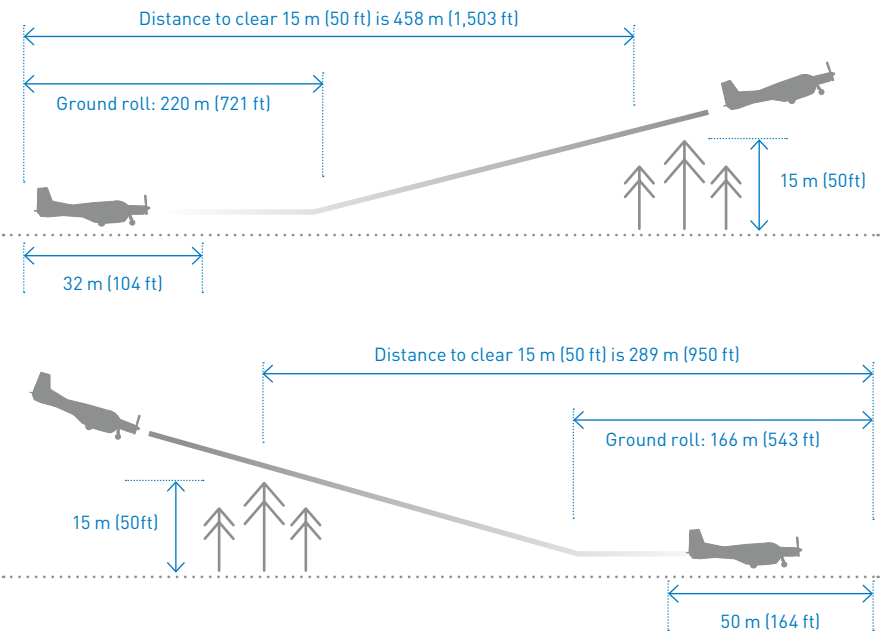 Distance to clear 15 m (50 ft) is 458 m (1,503 ft)
Ground roll: 220 m (721 ft)
15 m (50ft)
32 m (104 ft)
Distance to clear 15 m (50 ft) is 289 m (950 ft)
Ground roll: 166 m (543 ft)
15 m (50ft)
50 m (164 ft)